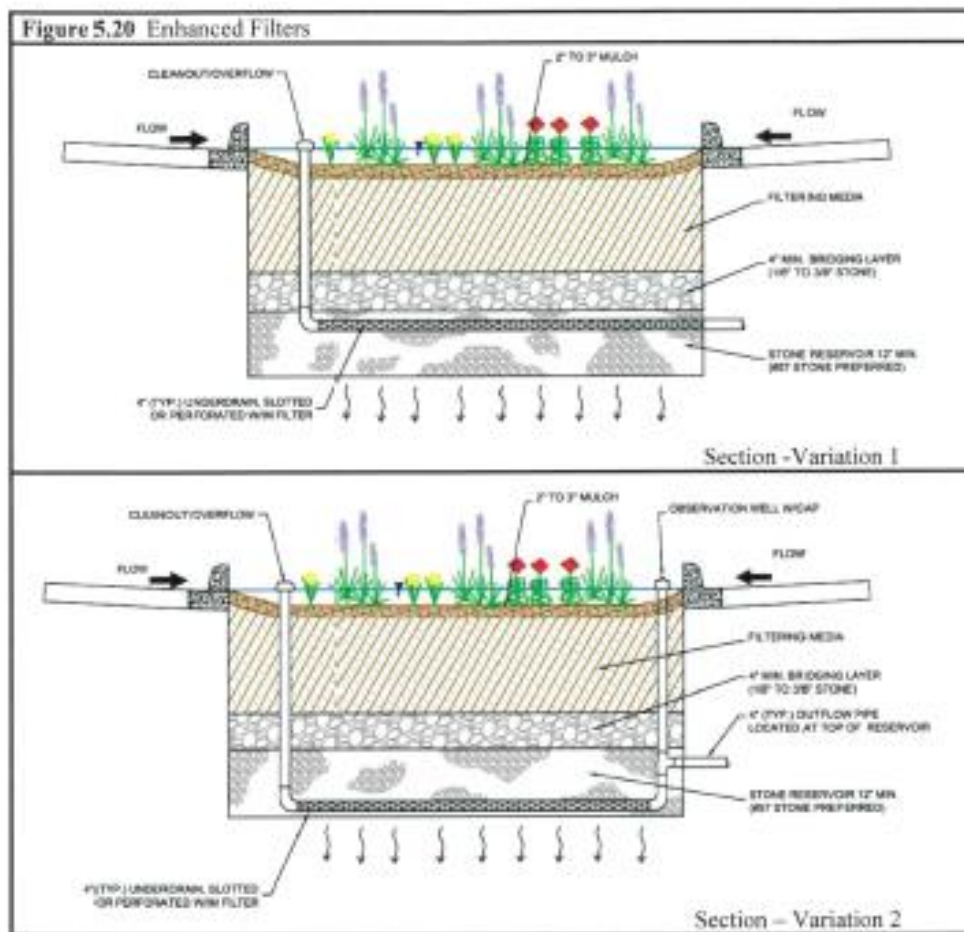 Figure 5.20 Enhanced Filters
2" TO 3" MULCH
CLEANOUT/OVERFLOW
FLOW
FLOW
FILTERING MEDIA
4" MIN. BRIDGING LAYER
(1/8" TO 3/8" STONE)
STONE RESERVOIR 12" MIN.
(#57 STONE PREFERRED)
4" (TYP.) UNDERDRAIN, SLOTTED
OR PERFORATED W/IM FILTER
Section -Variation 1
2" TO 3" MULCH
CLEANOUT/OVERFLOW
OBSERVATION WELL W/CAP
FLOW
FLOW
FILTERING MEDIA
4" MIN. BRIDGING LAYER
(1/8" TO 3/8" STONE)
4" (TYP.) OUTFLOW PIPE
LOCATED AT TOP OF RESERVOIR
STONE RESERVOIR 12" MIN.
(#57 STONE PREFERRED)
4" (TYP.) UNDERDRAIN, SLOTTED
OR PERFORATED W/IM FILTER
Section – Variation 2